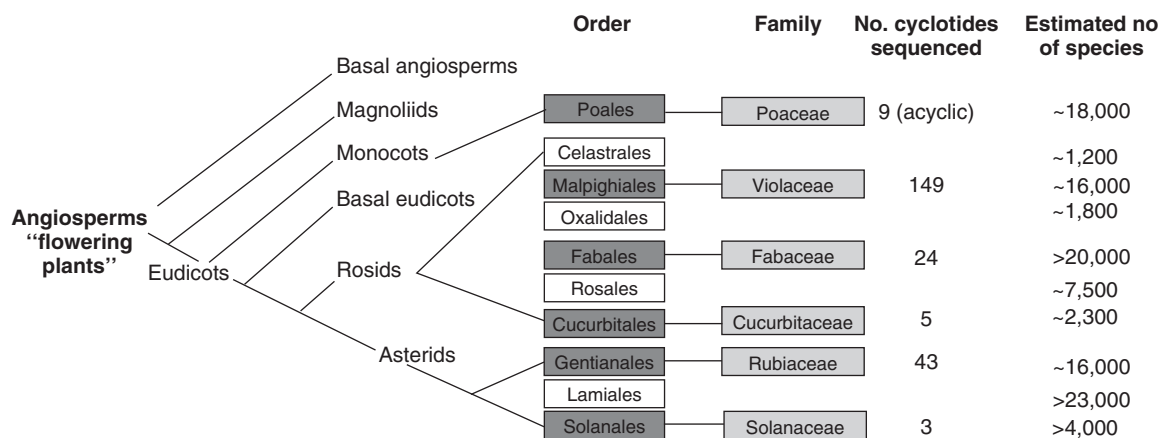 Order Family No. cyclotides sequenced Estimated no of species
Basal angiosperms
Magnoliids
Poales Poaceae 9 (acyclic) ~18,000
Monocots
Celastrales ~1,200
Malpighiales Violaceae 149 ~16,000
Basal eudicots
Oxalidales ~1,800
Angiosperms
‘‘flowering
plants’’
Eudicots
Rosids
Fabales Fabaceae 24 >20,000
Rosales ~7,500
Cucurbitales Cucurbitaceae 5 ~2,300
Asterids
Gentianales Rubiaceae 43 ~16,000
Lamiales >23,000
Solanales Solanaceae 3 >4,000